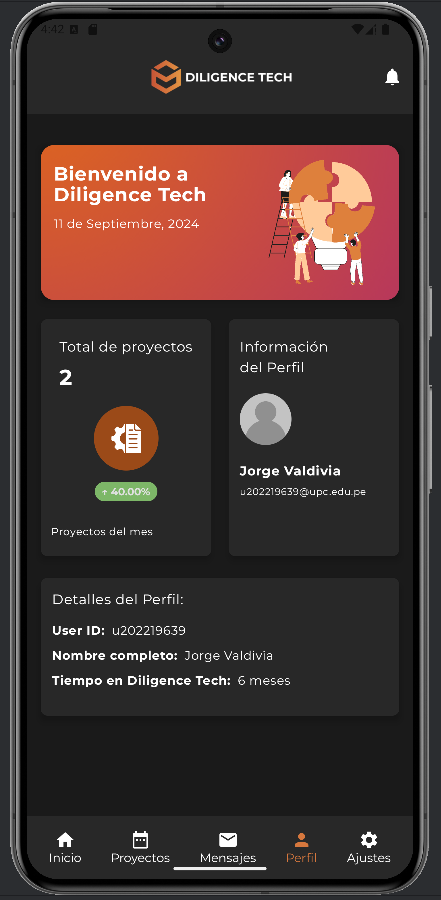 4:42
DILIGENCE TECH
Bienvenido a
Diligence Tech
11 de Septiembre, 2024
Total de proyectos
2
↑ 40.00%
Proyectos del mes
Información
del Perfil
Jorge Valdivia
u202219639@upc.edu.pe
Detalles del Perfil:
User ID: u202219639
Nombre completo: Jorge Valdivia
Tiempo en Diligence Tech: 6 meses
Inicio
Proyectos
Mensajes
Perfil
Ajustes